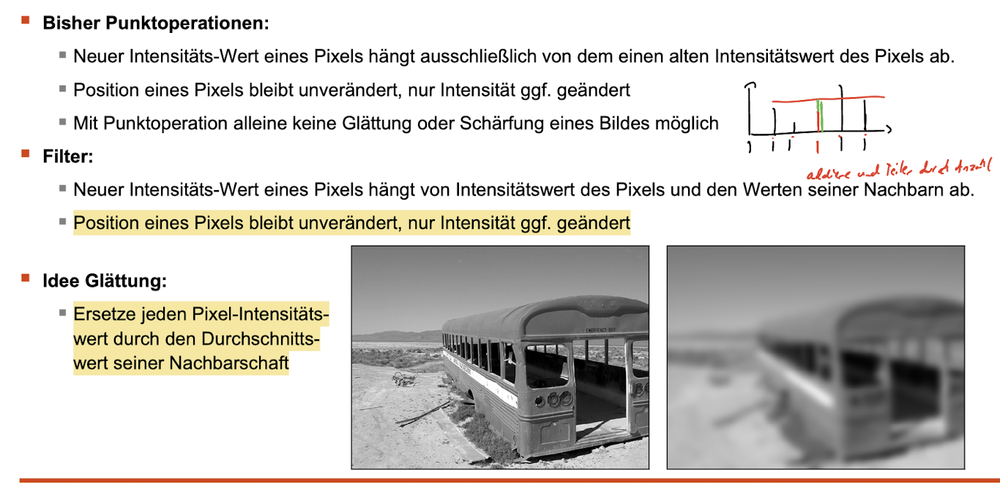 Bisher Punktoperationen:
Neuer Intensitäts-Wert eines Pixels hängt ausschließlich von dem einen alten Intensitätswert des Pixels ab.
Position eines Pixels bleibt unverändert, nur Intensität ggf. geändert
Mit Punktoperation alleine keine Glättung oder Schärfung eines Bildes möglich
Filter:
addiere und teile durch Anzahl
Neuer Intensitäts-Wert eines Pixels hängt von Intensitätswert des Pixels und den Werten seiner Nachbarn ab.
Position eines Pixels bleibt unverändert, nur Intensität ggf. geändert
Idee Glättung:
Ersetze jeden Pixel-Intensitäts-
wert durch den Durchschnitts-
wert seiner Nachbarschaft
EMERGENCY DOOR